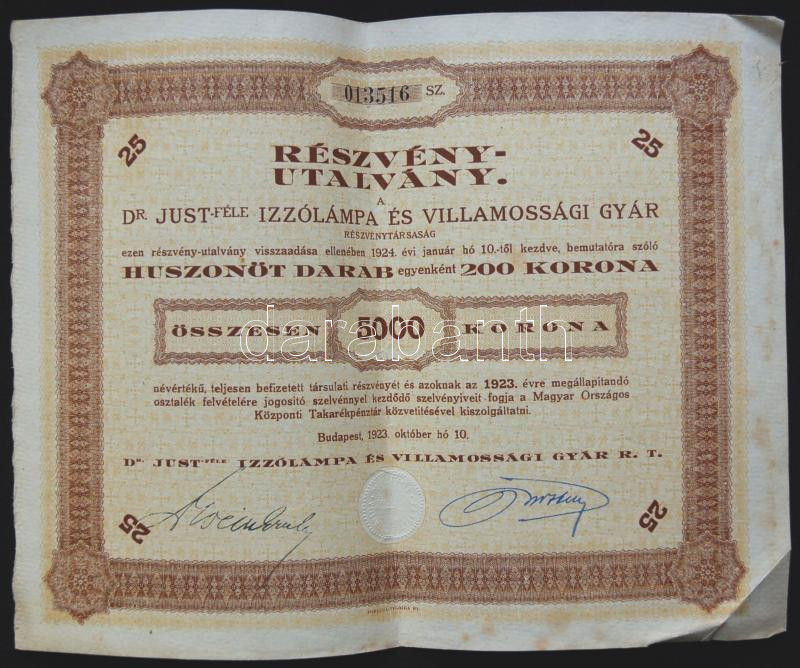 013516 SZ.
25
25
RÉSZVÉNY-
UTALVÁNY.
A
DR. JUST-FÉLE IZZÓLÁMPA ÉS VILLAMOSSÁGI GYÁR
RÉSZVÉNYTÁRSASÁG
ezen részvény-utalvány visszaadása ellenében 1924. évi január hó 10.-től kezdve, bemutatóra szóló
HUSZONÖT DARAB egyenként 200 KORONA
ÖSSZESEN 5000 KORONA
darabanth
névértékű, teljesen befizetett társulati részvényét és azoknak az 1923. évre megállapitandó
osztalék felvételére jogositó szelvénnyel kezdődő szelvényiveit fogja a Magyar Országos
Központi Takarékpénztár közvetitésével kiszolgáltatni.
Budapest, 1923. október hó 10.
DR. JUST-FÉLE IZZÓLÁMPA ÉS VILLAMOSSÁGI GYÁR R. T.
25
25